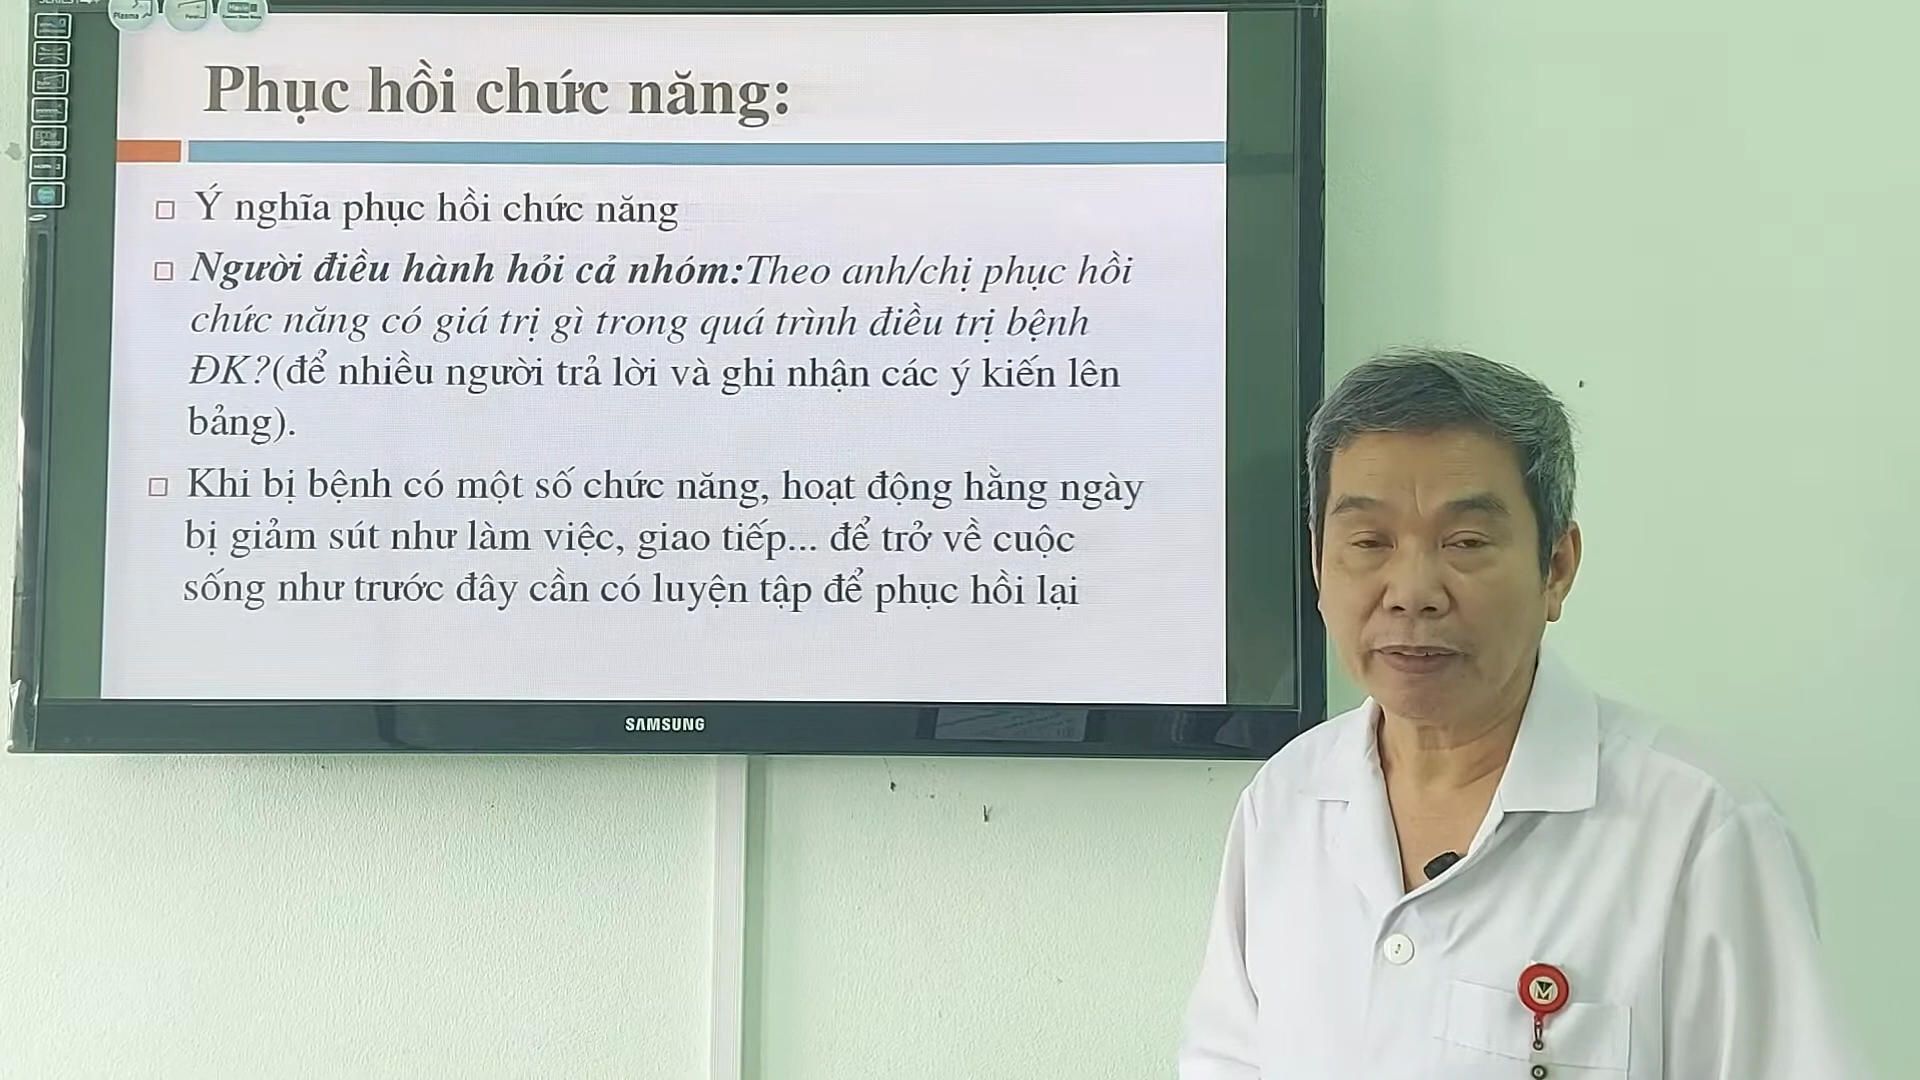 Plasma
Phục hồi chức năng:
Ý nghĩa phục hồi chức năng
Người điều hành hỏi cả nhóm:Theo anh/chị phục hồi
chức năng có giá trị gì trong quá trình điều trị bệnh
ĐK?(để nhiều người trả lời và ghi nhận các ý kiến lên
bảng).
Khi bị bệnh có một số chức năng, hoạt động hằng ngày
bị giảm sút như làm việc, giao tiếp... để trở về cuộc
sống như trước đây cần có luyện tập để phục hồi lại
SAMSUNG